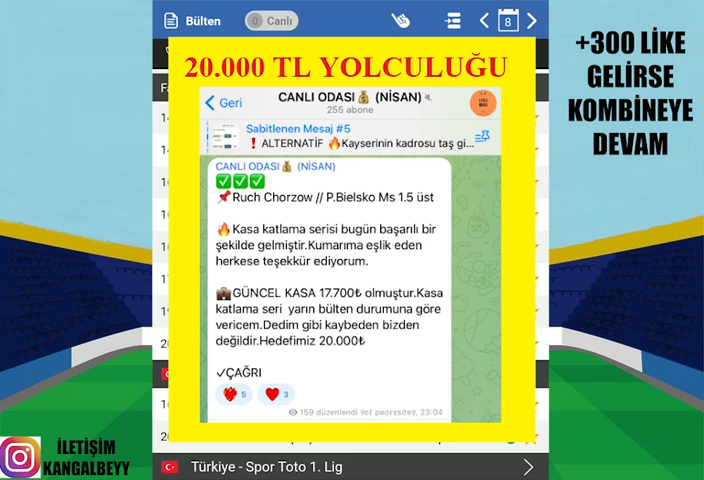 Bülten
0 Canlı
8
+300 LİKE
GELİRSE
KOMBİNEYE
DEVAM
20.000 TL YOLCULUĞU
Geri
CANLI ODASI💰 (NİSAN)
255 abone
Sabitlenen Mesaj #5
❗ ALTERNATİF 🔥Kayserinin kadrosu taş gi...
CANLI ODASI💰 (NİSAN)
✅✅✅
📌Ruch Chorzow // P.Bielsko Ms 1.5 üst
🔥Kasa katlama serisi bugün başarılı bir
şekilde gelmiştir.Kumarıma eşlik eden
herkese teşekkür ediyorum.
💼GÜNCEL KASA 17.700₺ olmuştur.Kasa
katlama seri yarın bülten durumuna göre
vericem.Dedim gibi kaybeden bizden
değildir.Hedefimiz 20.000₺
✓ÇAĞRI
❤️‍🔥 5 ❤️ 3
159 düzenlendi 23:04
Türkiye - Spor Toto 1. Lig
İLETİŞİM
KANGALBEYY